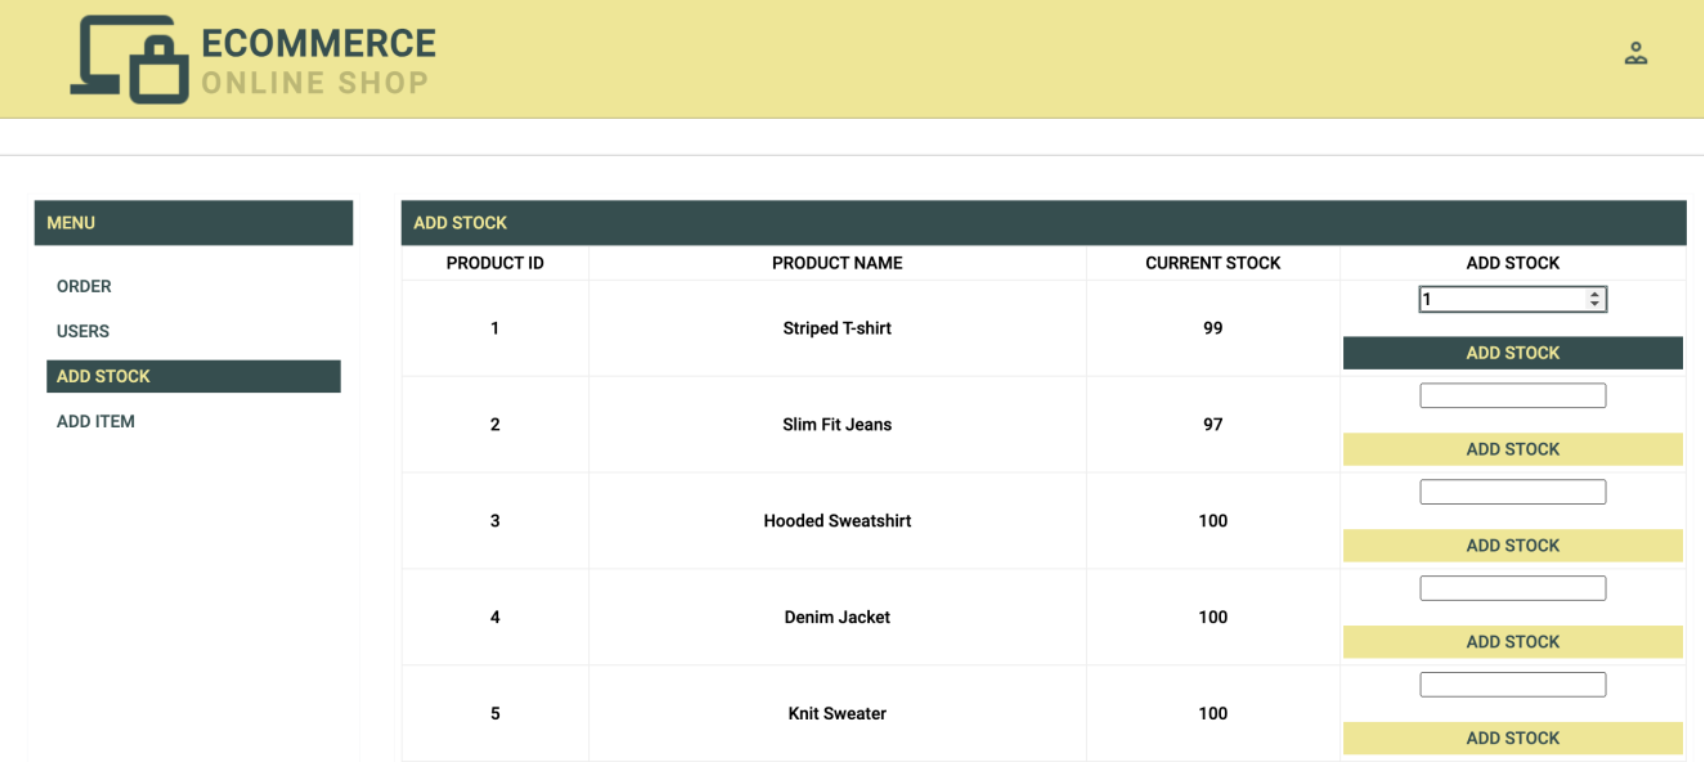 ECOMMERCE
ONLINE SHOP
MENU
ORDER
USERS
ADD STOCK
ADD ITEM
ADD STOCK
PRODUCT ID PRODUCT NAME CURRENT STOCK ADD STOCK
1 Striped T-shirt 99 1
ADD STOCK
2 Slim Fit Jeans 97
ADD STOCK
3 Hooded Sweatshirt 100
ADD STOCK
4 Denim Jacket 100
ADD STOCK
5 Knit Sweater 100
ADD STOCK